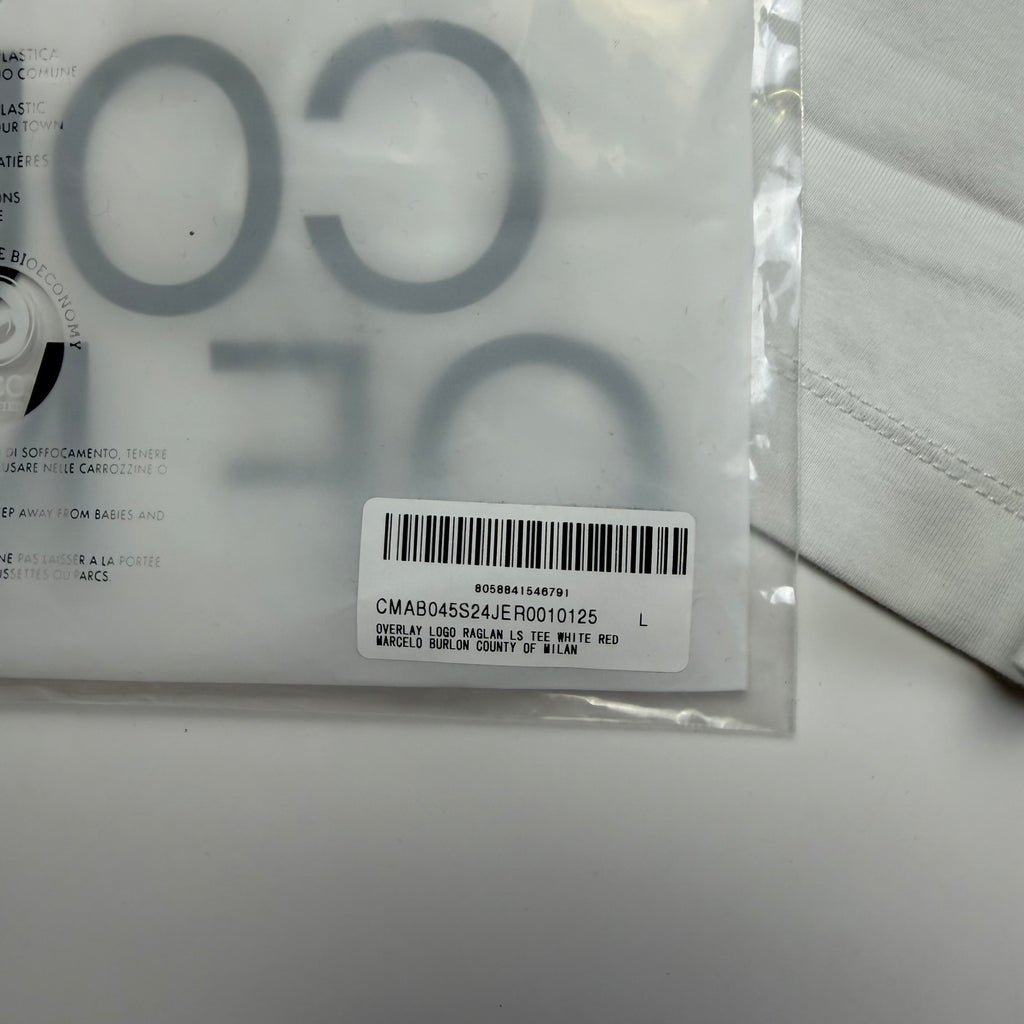 LASTICA
O COMUNE
LASTIC
UR TOWN
ATIÈRES
ONS
E
E BIOECONOMY
CO
OF
DI SOFFOCAMENTO, TENERE
USARE NELLE CARROZZINE O
EP AWAY FROM BABIES AND
NE PAS LAISSER A LA PORTÉE
USSETTES OU PARCS.
8058841546791
CMAB045S24JER0010125 L
OVERLAY LOGO RAGLAN LS TEE WHITE RED
MARCELO BURLON COUNTY OF MILAN